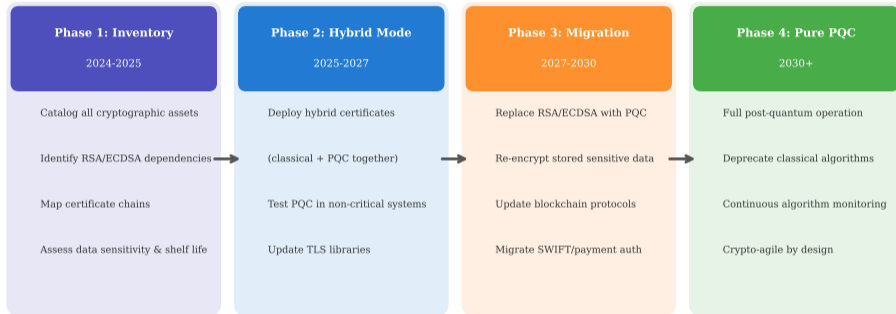 Phase 1: Inventory
2024-2025
Catalog all cryptographic assets
Identify RSA/ECDSA dependencies
Map certificate chains
Assess data sensitivity & shelf life
Phase 2: Hybrid Mode
2025-2027
Deploy hybrid certificates
(classical + PQC together)
Test PQC in non-critical systems
Update TLS libraries
Phase 3: Migration
2027-2030
Replace RSA/ECDSA with PQC
Re-encrypt stored sensitive data
Update blockchain protocols
Migrate SWIFT/payment auth
Phase 4: Pure PQC
2030+
Full post-quantum operation
Deprecate classical algorithms
Continuous algorithm monitoring
Crypto-agile by design